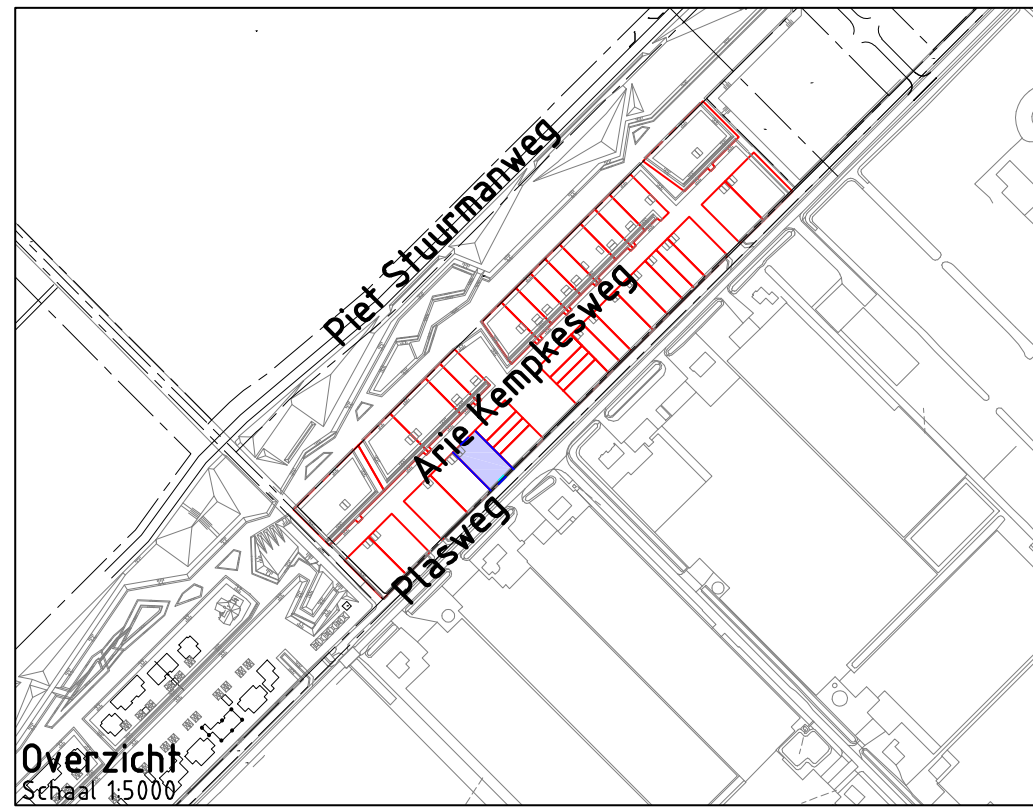 Piet Stuurmanweg
Arie Kempkesweg
Plasweg
Overzicht
Schaal 1:5000